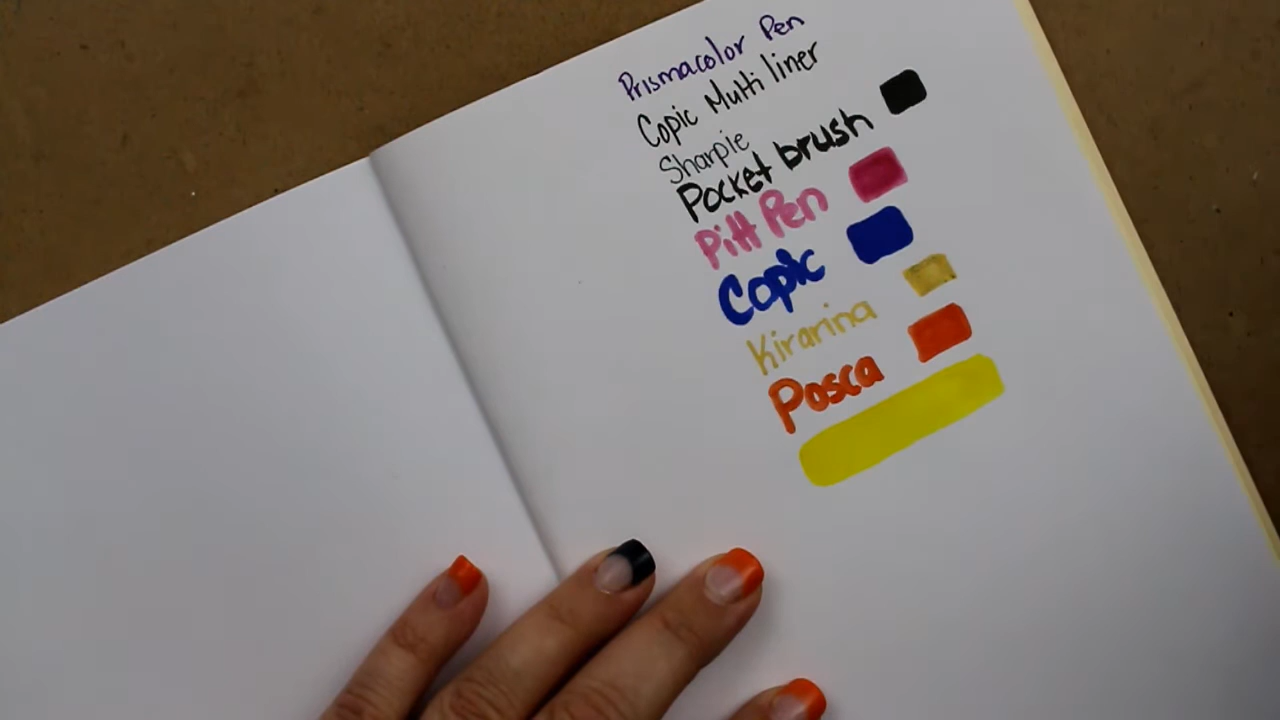 Prismacolor Pen
Copic Multi liner
Sharpie
Pocket brush
Pitt Pen
Copic
Kirarina
Posca